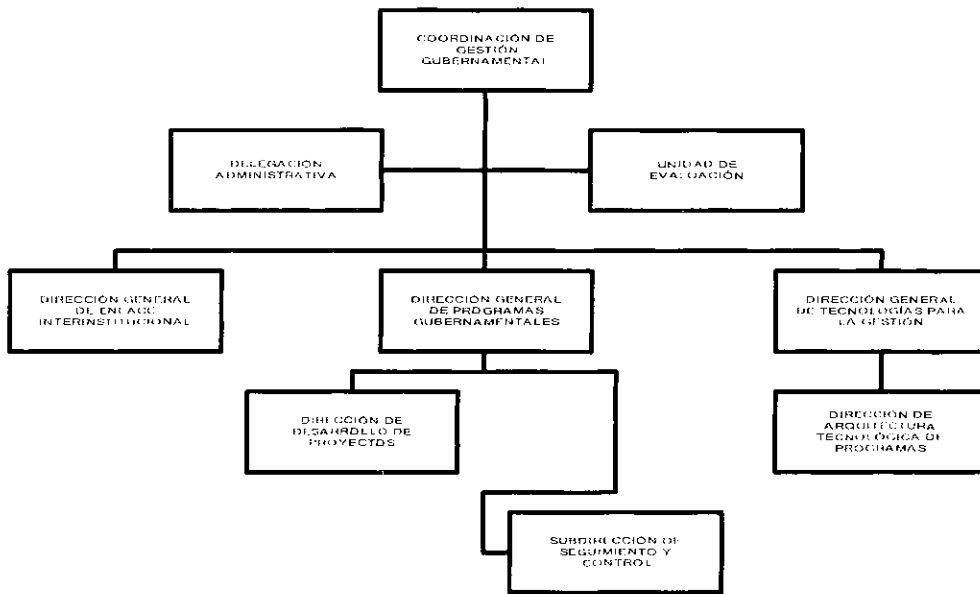 COORDINACIÓN DE
GESTIÓN
GUBERNAMENTAL
DELEGACIÓN
ADMINISTRATIVA
UNIDAD DE
EVALUACIÓN
DIRECCIÓN GENERAL
DE ENLACE
INTERINSTITUCIONAL
DIRECCIÓN GENERAL
DE PROGRAMAS
GUBERNAMENTALES
DIRECCIÓN GENERAL
DE TECNOLOGÍAS PARA
LA GESTIÓN
DIRECCIÓN DE
DESARROLLO DE
PROYECTOS
DIRECCIÓN DE
ARQUITECTURA
TECNOLÓGICA DE
PROGRAMAS
SUBDIRECCIÓN DE
SEGUIMIENTO Y
CONTROL